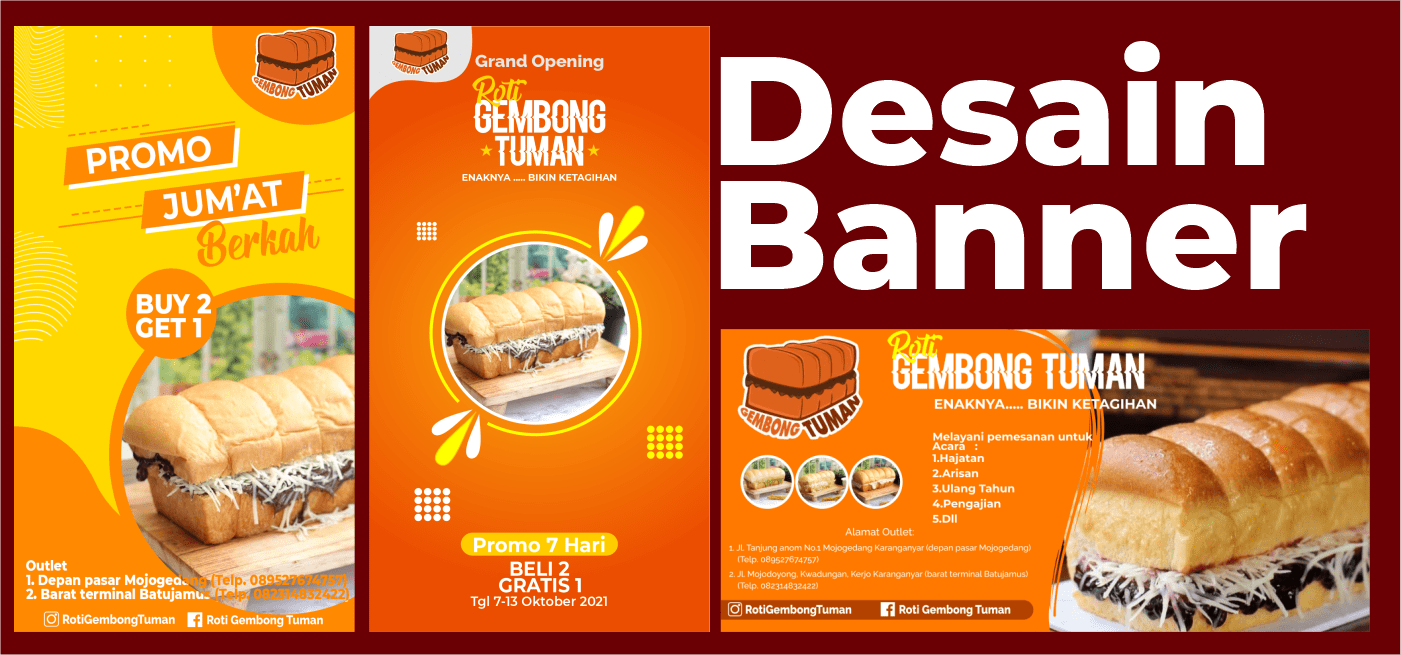 GEMBONG TUMAN
PROMO
JUM'AT
Berkah
BUY 2
GET 1
Outlet
1. Depan pasar Mojogedang (Telp. 089527674757)
2. Barat terminal Batujamus (Telp. 082314832422)
RotiGembongTuman
Roti Gembong Tuman
GEMBONG TUMAN
Grand Opening
Roti
GEMBONG
TUMAN
ENAKNYA ..... BIKIN KETAGIHAN
Promo 7 Hari
BELI 2
GRATIS 1
Tgl 7-13 Oktober 2021
Desain
Banner
GEMBONG TUMAN
Roti
GEMBONG TUMAN
ENAKNYA..... BIKIN KETAGIHAN
Melayani pemesanan untuk
Acara :
1.Hajatan
2.Arisan
3.Ulang Tahun
4.Pengajian
5.Dll
Alamat Outlet:
1. Jl. Tanjung anom No.1 Mojogedang Karanganyar (depan pasar Mojogedang)
(Telp. 089527674757)
2. Jl. Mojodoyong, Kwadungan, Kerjo Karanganyar (barat terminal Batujamus)
(Telp. 082314832422)
RotiGembongTuman
Roti Gembong Tuman